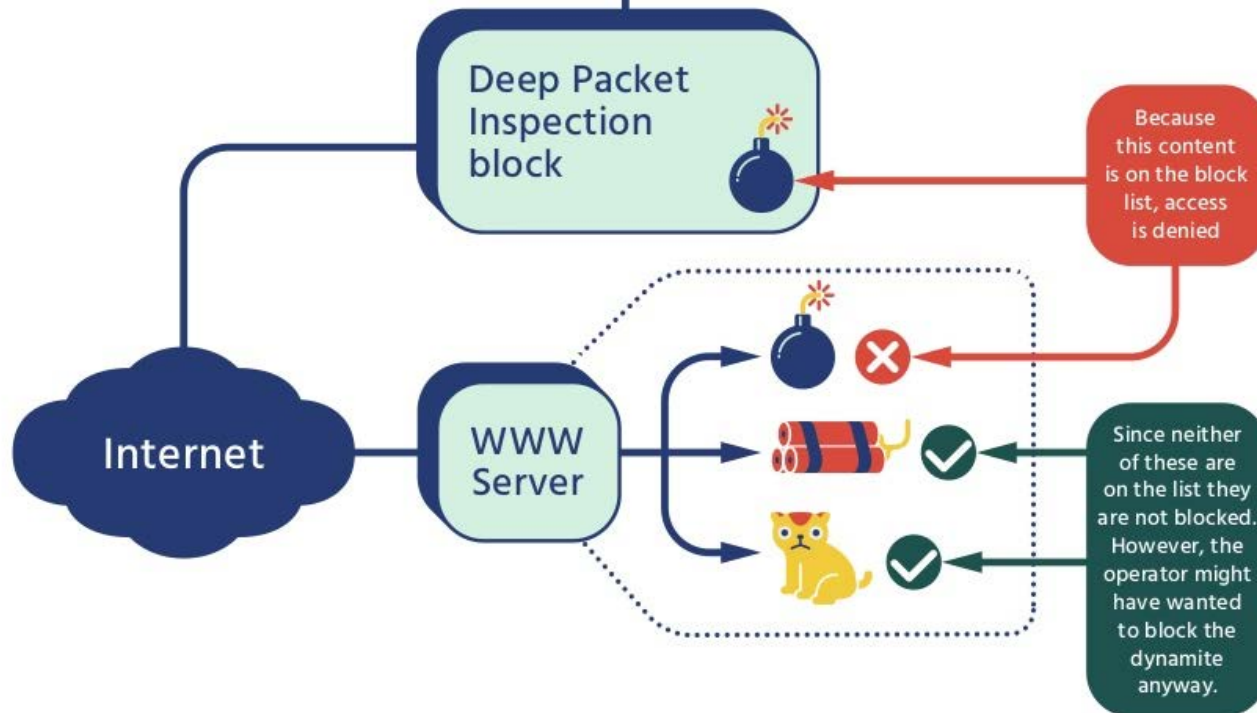 Deep Packet
Inspection
block
Because
this content
is on the block
list, access
is denied
Internet
WWW
Server
Since neither
of these are
on the list they
are not blocked.
However, the
operator might
have wanted
to block the
dynamite
anyway.